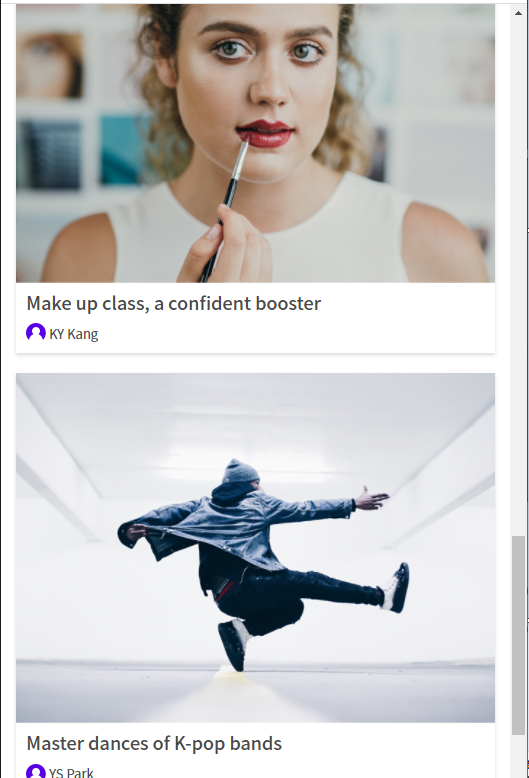 Make up class, a confident booster
KY Kang
Master dances of K-pop bands
YS Park